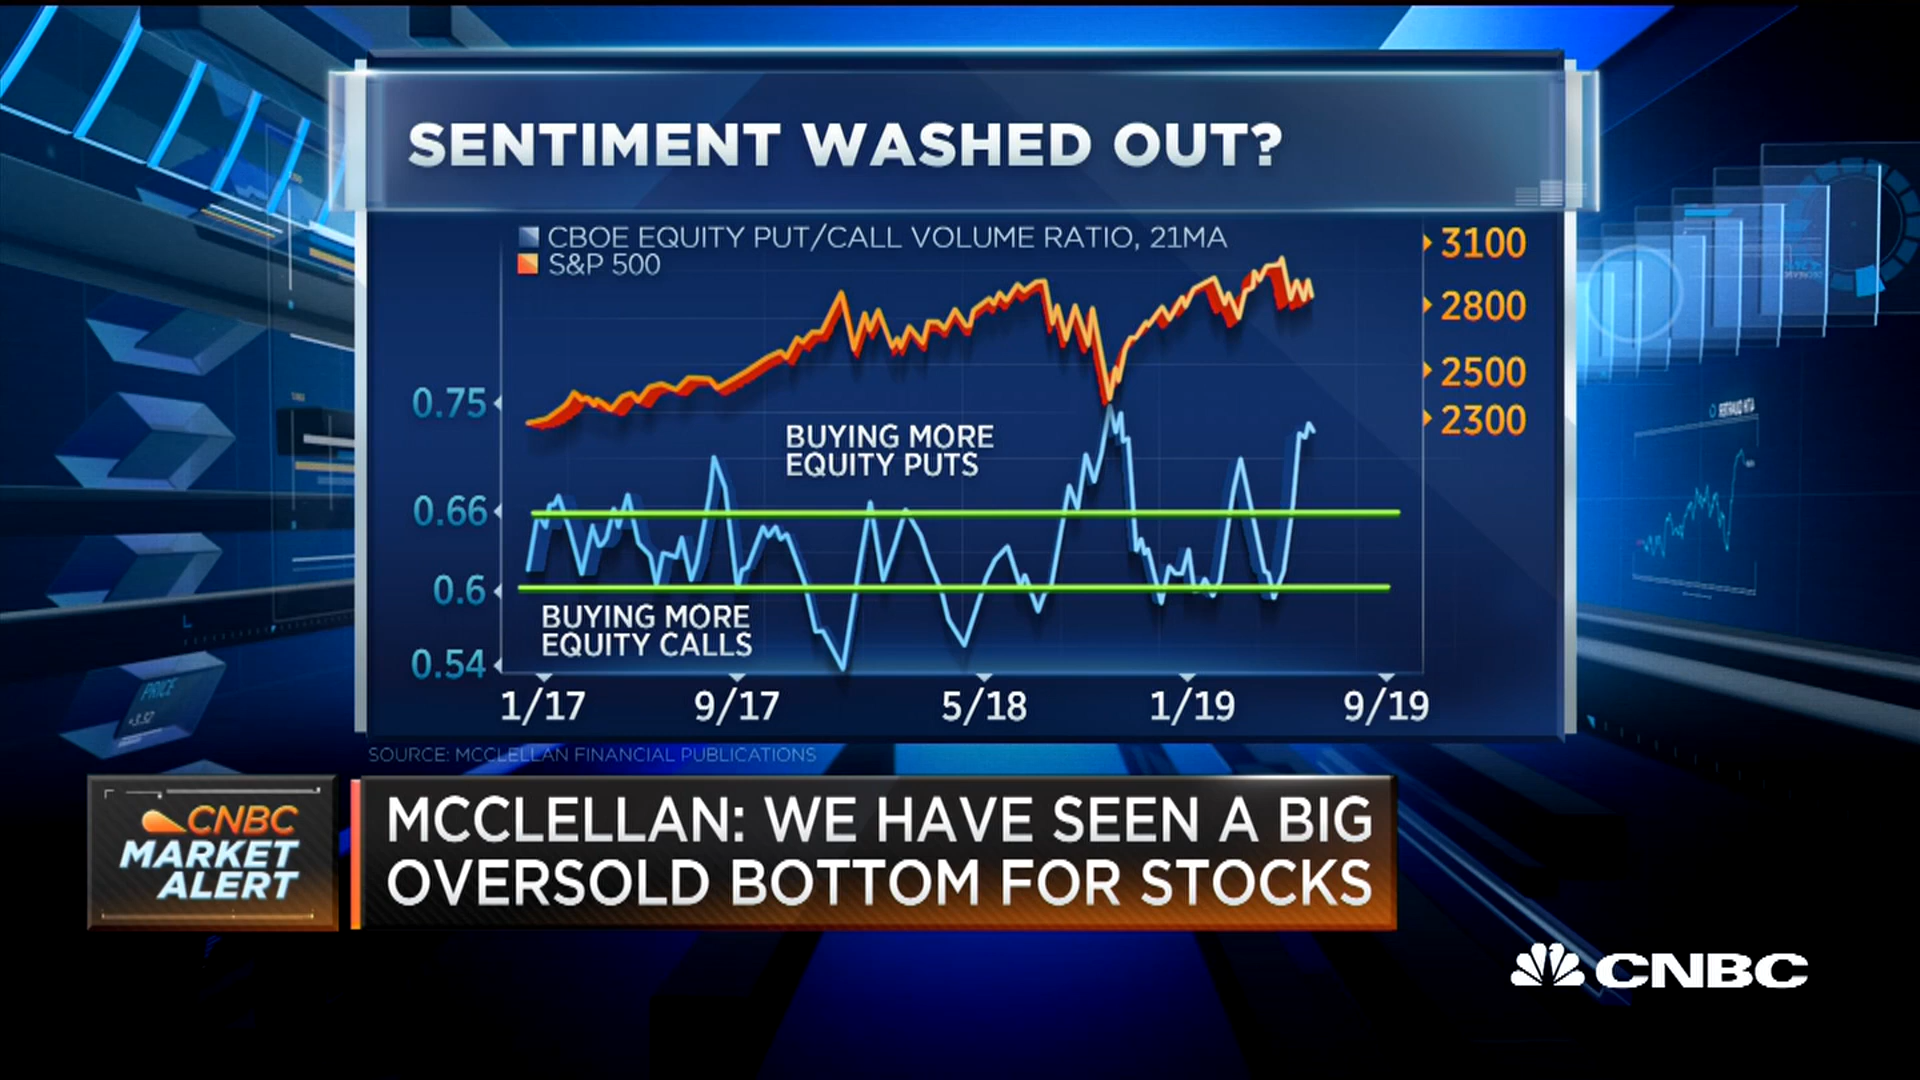 SENTIMENT WASHED OUT?
CBOE EQUITY PUT/CALL VOLUME RATIO, 21MA
S&P 500
3100
2800
2500
2300
0.75
0.66
0.6
0.54
BUYING MORE
EQUITY PUTS
BUYING MORE
EQUITY CALLS
1/17
9/17
5/18
1/19
9/19
SOURCE: MCCLELLAN FINANCIAL PUBLICATIONS
PRICE
+3.32
CNBC
MARKET
ALERT
MCCLELLAN: WE HAVE SEEN A BIG
OVERSOLD BOTTOM FOR STOCKS
CNBC